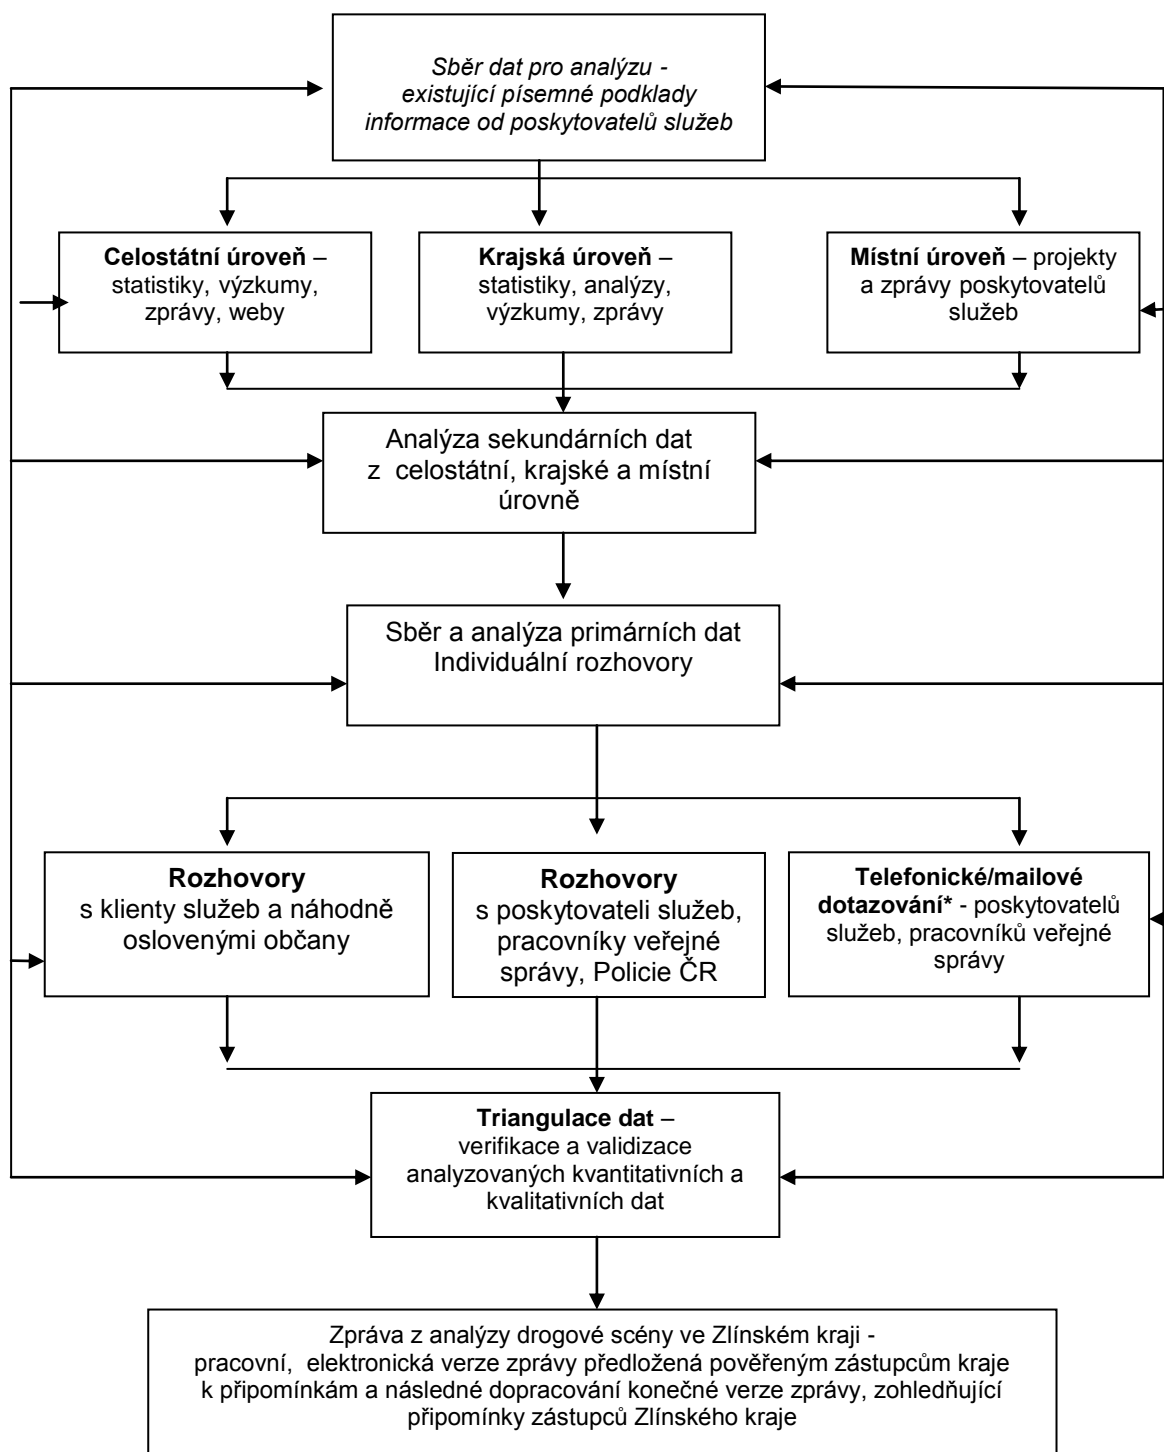 Sběr dat pro analýzu -
existující písemné podklady
informace od poskytovatelů služeb
Celostátní úroveň –
statistiky, výzkumy,
zprávy, weby
Krajská úroveň –
statistiky, analýzy,
výzkumy, zprávy
Místní úroveň – projekty
a zprávy poskytovatelů
služeb
Analýza sekundárních dat
z celostátní, krajské a místní
úrovně
Sběr a analýza primárních dat
Individuální rozhovory
Rozhovory
s klienty služeb a náhodně
oslovenými občany
Rozhovory
s poskytovateli služeb,
pracovníky veřejné
správy, Policie ČR
Telefonické/mailové
dotazování* - poskytovatelů
služeb, pracovníků veřejné
správy
Triangulace dat –
verifikace a validizace
analyzovaných kvantitativních a
kvalitativních dat
Zpráva z analýzy drogové scény ve Zlínském kraji -
pracovní, elektronická verze zprávy předložená pověřeným zástupcům kraje
k připomínkám a následné dopracování konečné verze zprávy, zohledňující
připomínky zástupců Zlínského kraje